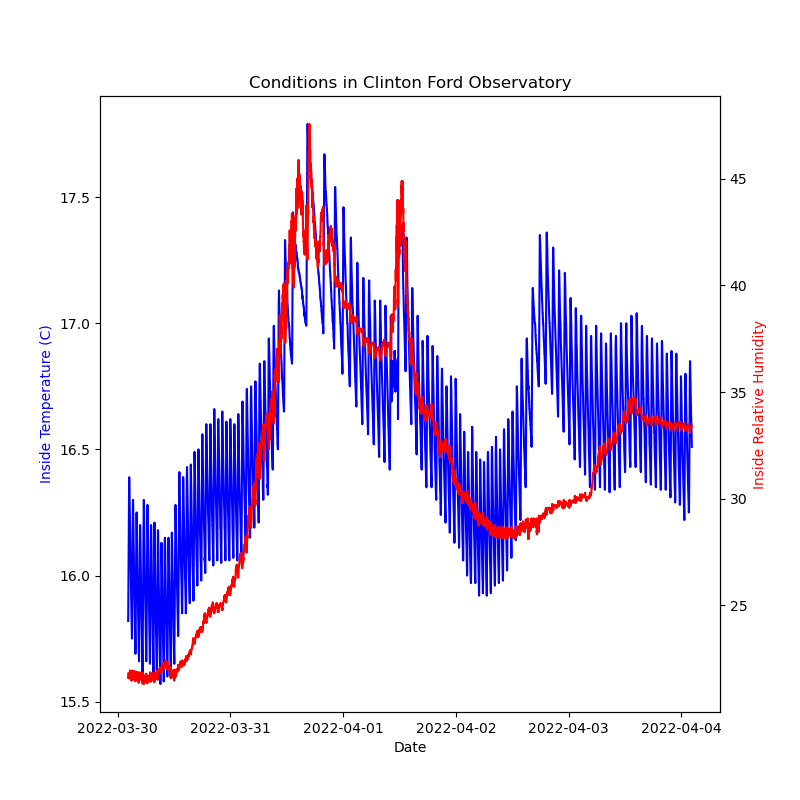 Conditions in Clinton Ford Observatory
17.5
17.0
16.5
16.0
15.5
Inside Temperature (C)
45
40
35
30
25
Inside Relative Humidity
2022-03-30 2022-03-31 2022-04-01 2022-04-02 2022-04-03 2022-04-04
Date